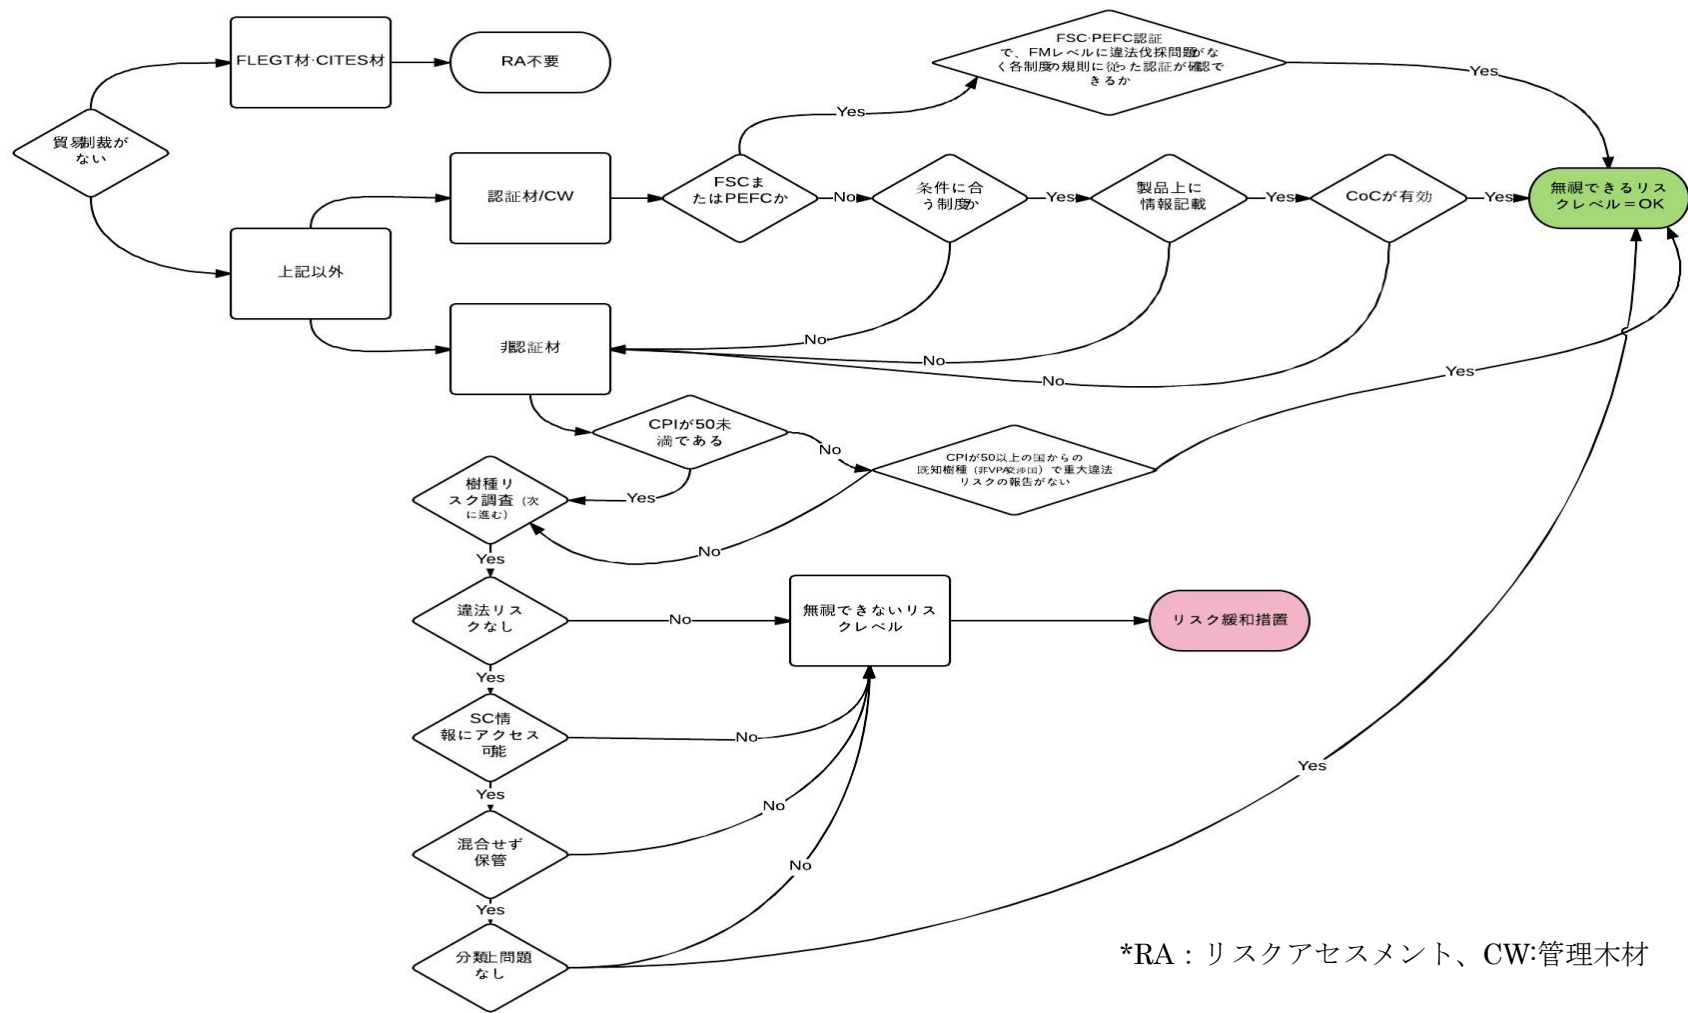 FLEGT材·CITES材
RA不要
貿易制裁が
ない
FSC·PEFC認証
で、FMレベルに違法伐採問題がな
く各制度の規則に従った認証が確認で
きるか
Yes
Yes
認証材/CW
FSCま
たはPEFCか
No
条件に合
う制度か
Yes
製品上に
情報記載
Yes
CoCが有効
Yes
無視できるリス
クレベル＝OK
上記以外
非認証材
No
No
No
Yes
CPIが50未
満である
No
CPIが50以上の国からの
既知樹種（非VPA交渉国）で重大違法
リスクの報告がない
樹種リ
スク調査（次
に進む）
Yes
No
Yes
違法リス
クなし
No
無視できないリス
クレベル
リスク緩和措置
Yes
SC情
報にアクセス
可能
No
Yes
Yes
混合せず
保管
No
Yes
No
分類上問題
なし
*RA：リスクアセスメント、CW:管理木材